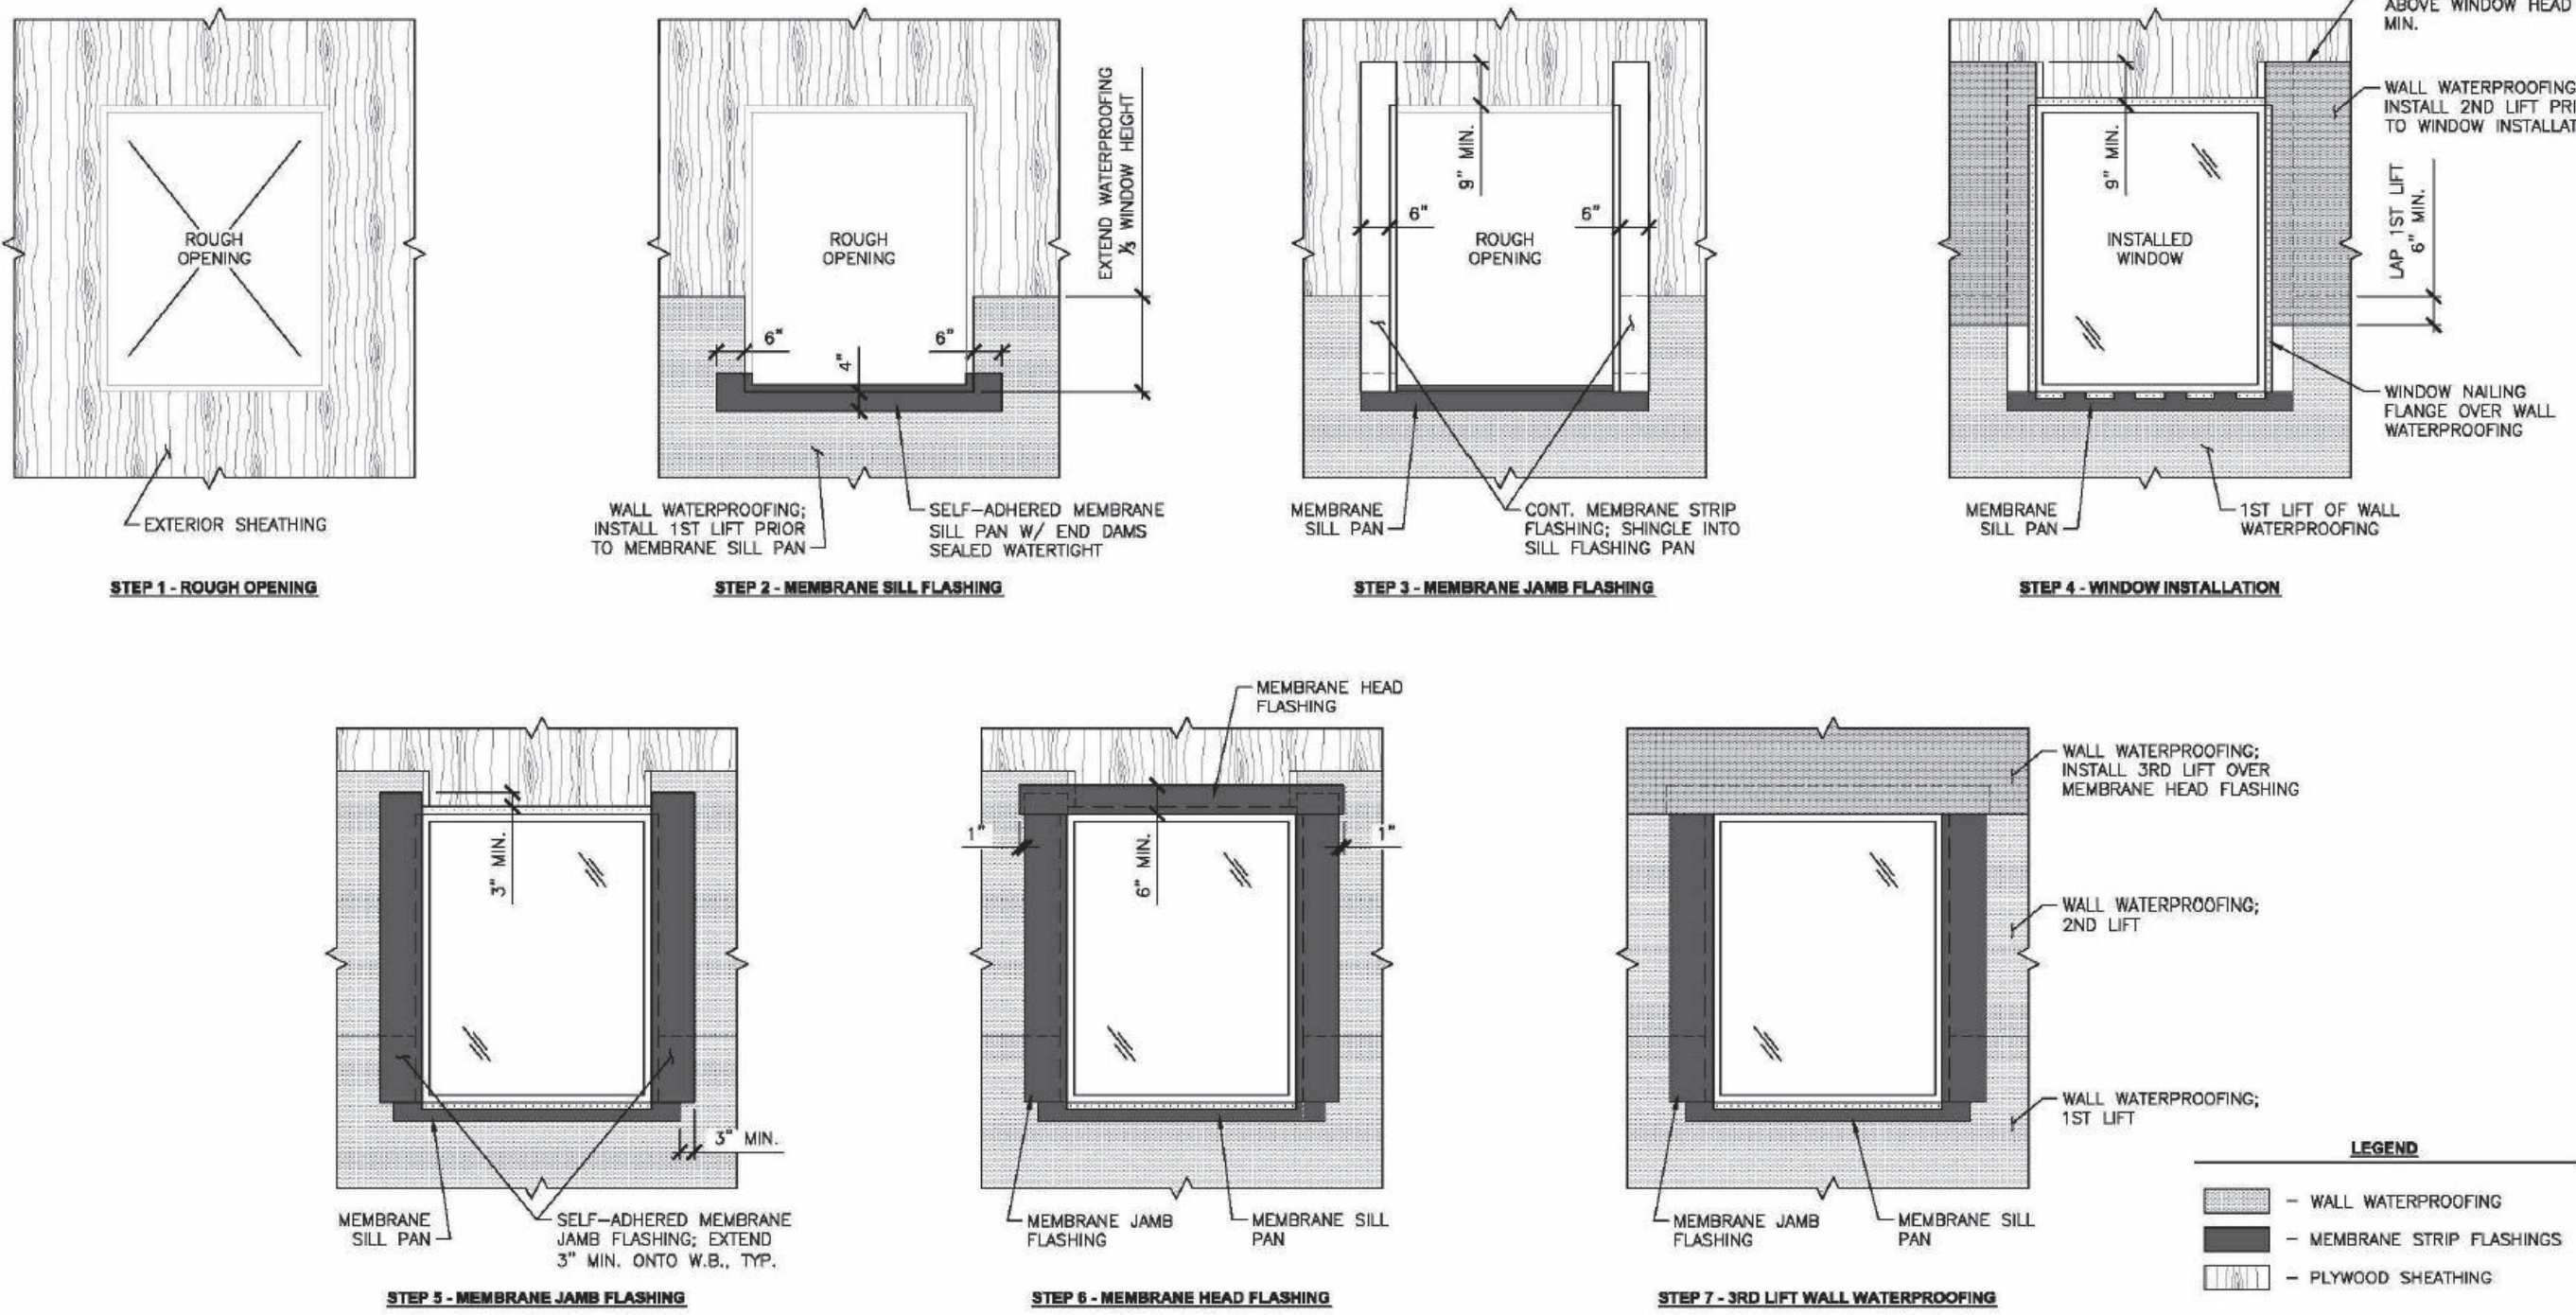 ROUGH
OPENING
EXTERIOR SHEATHING
STEP 1 - ROUGH OPENING
EXTEND WATERPROOFING
⅓ WINDOW HEIGHT
ROUGH
OPENING
6"
4"
6"
WALL WATERPROOFING;
INSTALL 1ST LIFT PRIOR
TO MEMBRANE SILL PAN
SELF-ADHERED MEMBRANE
SILL PAN W/ END DAMS
SEALED WATERTIGHT
STEP 2 - MEMBRANE SILL FLASHING
9" MIN.
6"
6"
ROUGH
OPENING
MEMBRANE
SILL PAN
CONT. MEMBRANE STRIP
FLASHING; SHINGLE INTO
SILL FLASHING PAN
STEP 3 - MEMBRANE JAMB FLASHING
ABOVE WINDOW HEAD
MIN.
WALL WATERPROOFING
INSTALL 2ND LIFT PRI
TO WINDOW INSTALLAT
9" MIN.
LAP 1ST LIFT
6" MIN.
INSTALLED
WINDOW
WINDOW NAILING
FLANGE OVER WALL
WATERPROOFING
MEMBRANE
SILL PAN
1ST LIFT OF WALL
WATERPROOFING
STEP 4 - WINDOW INSTALLATION
3" MIN.
3" MIN.
MEMBRANE
SILL PAN
SELF-ADHERED MEMBRANE
JAMB FLASHING; EXTEND
3" MIN. ONTO W.B., TYP.
STEP 5 - MEMBRANE JAMB FLASHING
MEMBRANE HEAD
FLASHING
1"
6" MIN.
1"
MEMBRANE JAMB
FLASHING
MEMBRANE SILL
PAN
STEP 6 - MEMBRANE HEAD FLASHING
WALL WATERPROOFING;
INSTALL 3RD LIFT OVER
MEMBRANE HEAD FLASHING
WALL WATERPROOFING;
2ND LIFT
WALL WATERPROOFING;
1ST LIFT
MEMBRANE JAMB
FLASHING
MEMBRANE SILL
PAN
STEP 7 - 3RD LIFT WALL WATERPROOFING
LEGEND
- WALL WATERPROOFING
- MEMBRANE STRIP FLASHINGS
- PLYWOOD SHEATHING